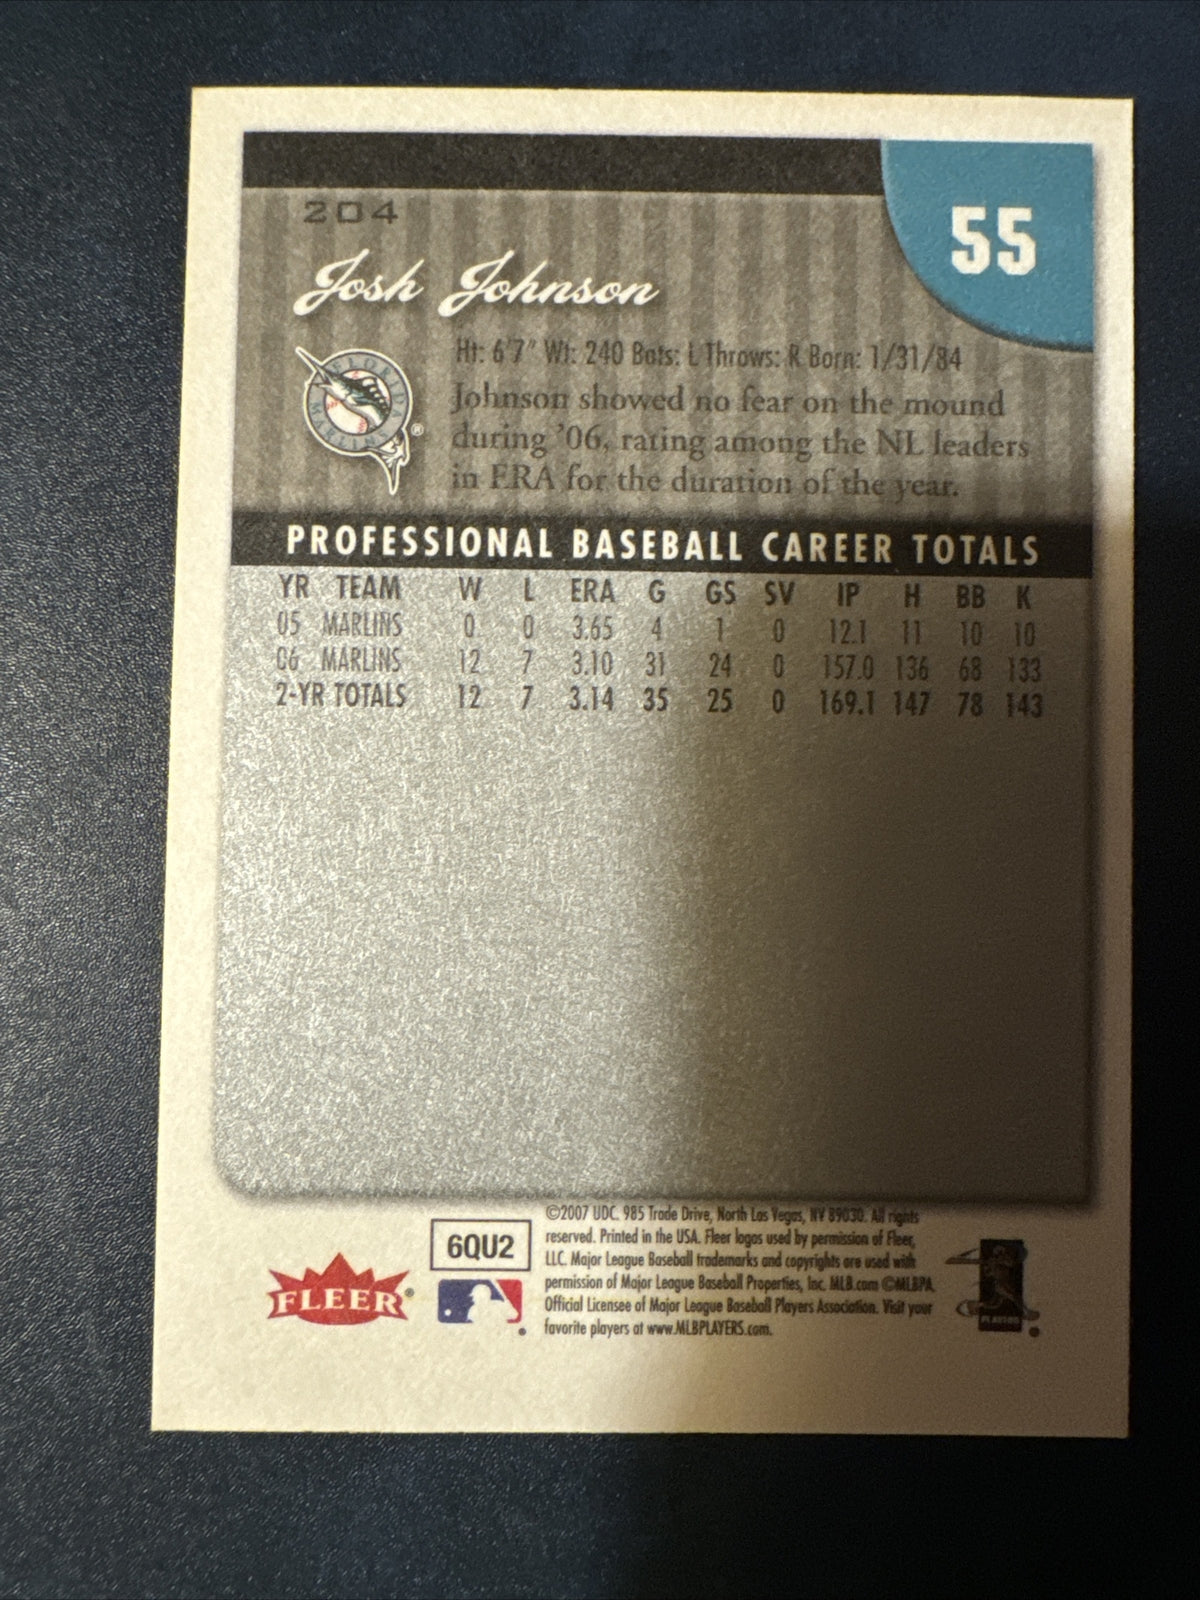 55
204
Josh Johnson
FLORIDA MARLINS ®
Ht: 6'7" Wt: 240 Bats: L Throws: R Born: 1/31/84
Johnson showed no fear on the mound
during '06, rating among the NL leaders
in ERA for the duration of the year.
PROFESSIONAL BASEBALL CAREER TOTALS
YR TEAM W L ERA G GS SV IP H BB K
05 MARLINS 0 0 3.65 4 1 0 12.1 11 10 10
06 MARLINS 12 7 3.10 31 24 0 157.0 136 68 133
2-YR TOTALS 12 7 3.14 35 25 0 169.1 147 78 143
©2007 UDC. 985 Trade Drive, North Las Vegas, NV 89030. All rights
reserved. Printed in the USA. Fleer logos used by permission of Fleer,
LLC. Major League Baseball trademarks and copyrights are used with
permission of Major League Baseball Properties, Inc. MLB.com ©MLBPA.
Official Licensee of Major League Baseball Players Association. Visit your
favorite players at www.MLBPLAYERS.com.
6QU2
FLEER®
PLAYERS